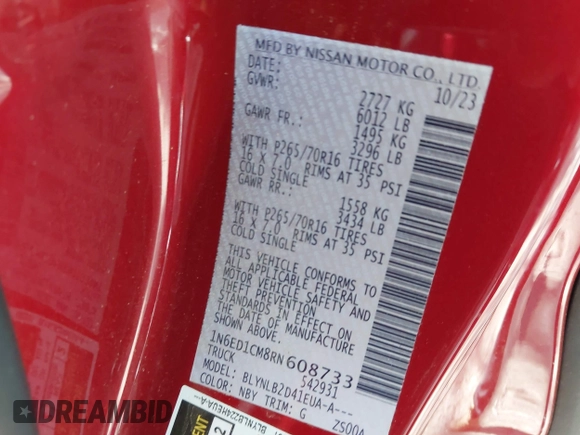 MFD BY NISSAN MOTOR CO., LTD.
DATE: 10/23
GVWR: 2727 KG
6012 LB
GAWR FR.: 1495 KG
3296 LB
WITH P265/70R16 TIRES
16 X 7.0 RIMS AT 35 PSI
COLD SINGLE
GAWR RR.: 1558 KG
3434 LB
WITH P265/70R16 TIRES
16 X 7.0 RIMS AT 35 PSI
COLD SINGLE
THIS VEHICLE CONFORMS TO
ALL APPLICABLE FEDERAL
MOTOR VEHICLE SAFETY AND
THEFT PREVENTION
STANDARDS IN EFFECT ON
THE DATE OF MANUFACTURE
SHOWN ABOVE.
1N6ED1CM8RN608733
TRUCK 542931
MODEL: BLYNLB2D41EUA-A---
COLOR: NBY TRIM: G ZS00A
BLYNLB224HEUA-A
DREAMBID